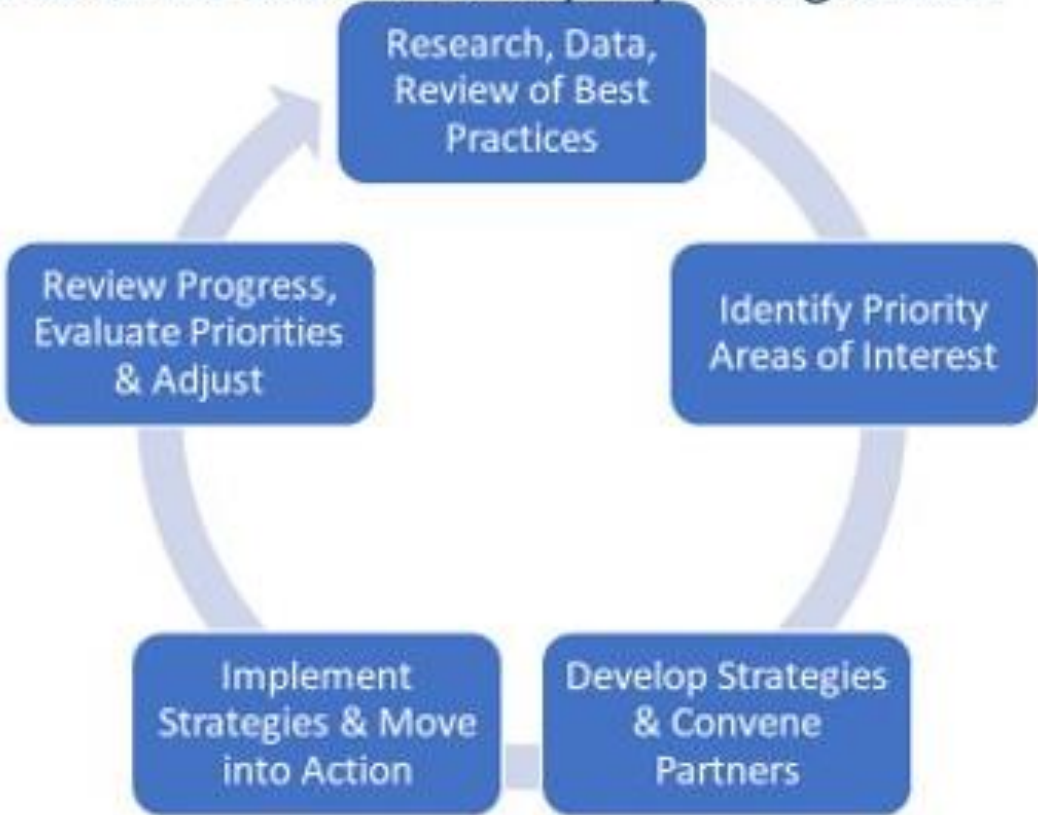 Research, Data,
Review of Best
Practices
Identify Priority
Areas of Interest
Develop Strategies
& Convene
Partners
Implement
Strategies & Move
into Action
Review Progress,
Evaluate Priorities
& Adjust